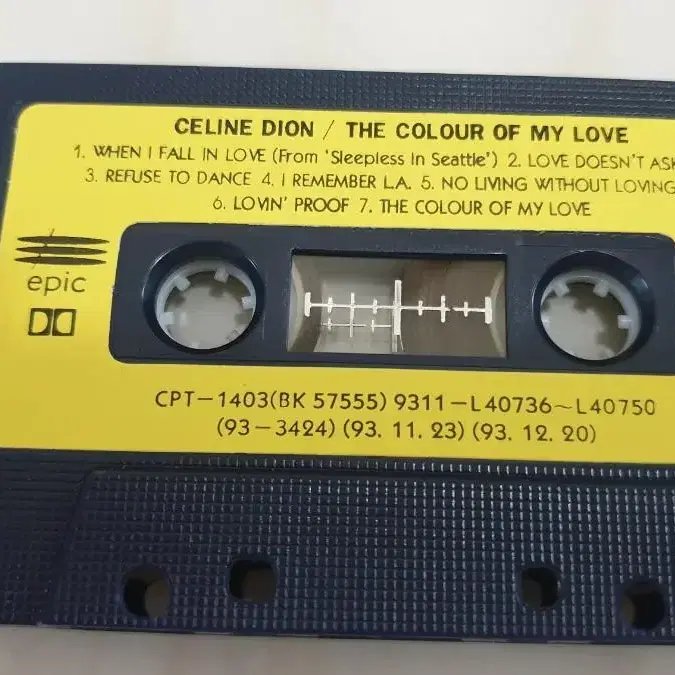 CELINE DION / THE COLOUR OF MY LOVE
1. WHEN I FALL IN LOVE (From 'Sleepless In Seattle') 2. LOVE DOESN'T ASK
3. REFUSE TO DANCE 4. I REMEMBER L.A. 5. NO LIVING WITHOUT LOVING
6. LOVIN' PROOF 7. THE COLOUR OF MY LOVE
epic
CPT-1403(BK 57555) 9311-L40736~L40750
(93-3424) (93. 11. 23) (93. 12. 20)